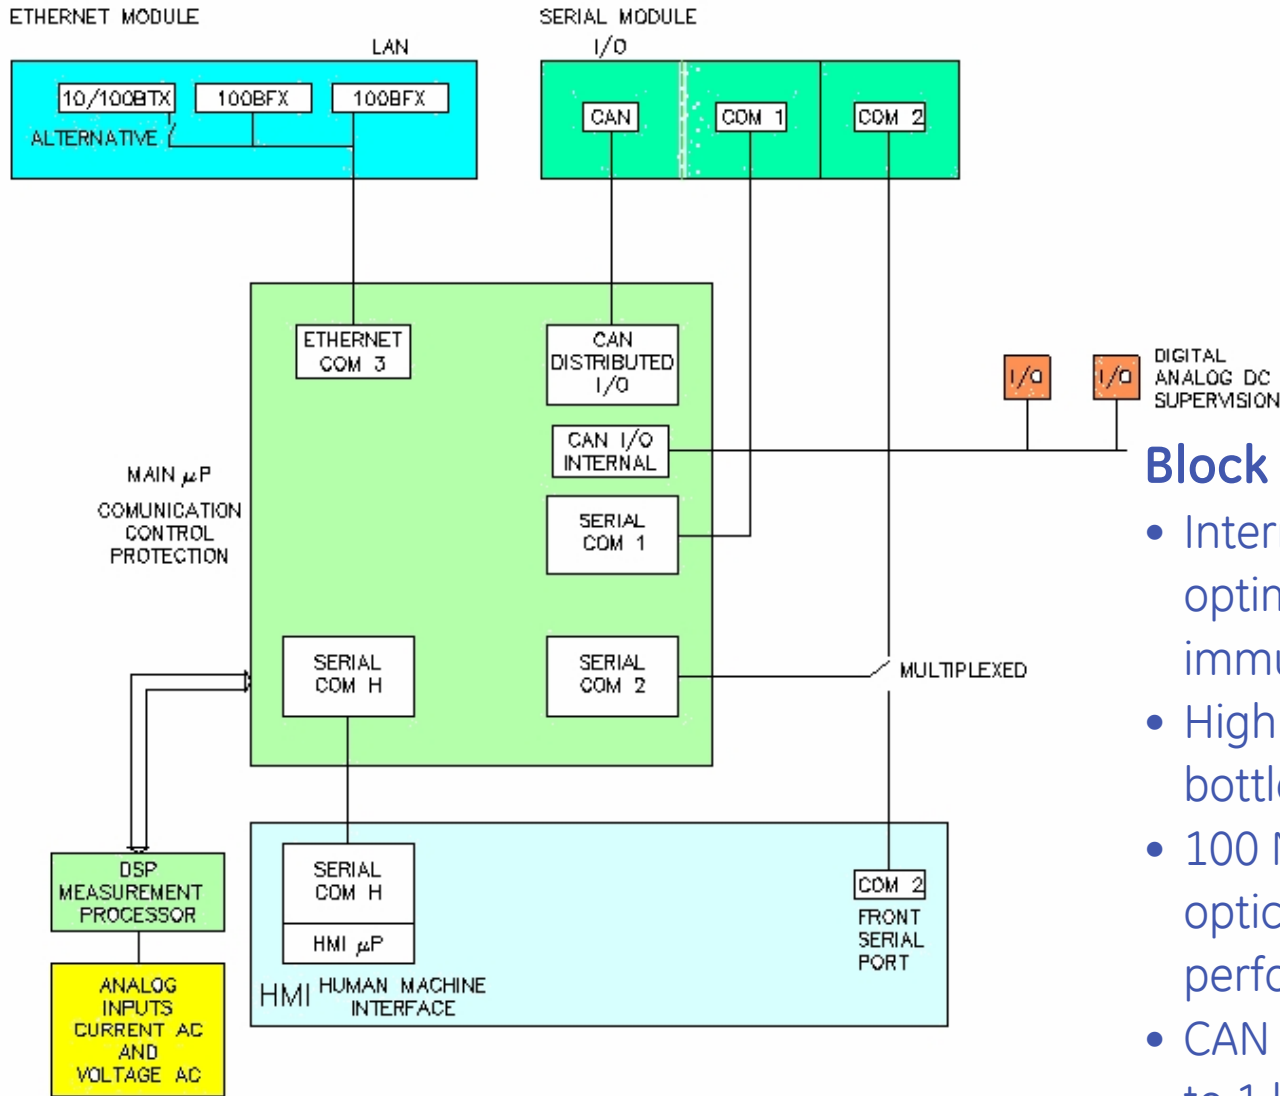 ETHERNET MODULE
LAN
10/100BTX
100BFX
100BFX
ALTERNATIVE
SERIAL MODULE
I/O
CAN
COM 1
COM 2
ETHERNET
COM 3
CAN
DISTRIBUTED
I/O
CAN I/O
INTERNAL
SERIAL
COM 1
SERIAL
COM H
SERIAL
COM 2
MAIN µP
COMUNICATION
CONTROL
PROTECTION
I/O
I/O
DIGITAL
ANALOG DC
SUPERVISION
MULTIPLEXED
DSP
MEASUREMENT
PROCESSOR
ANALOG
INPUTS
CURRENT AC
AND
VOLTAGE AC
SERIAL
COM H
HMI µP
HMI
HUMAN MACHINE
INTERFACE
COM 2
FRONT
SERIAL
PORT
Block
• High
• 100
optic
• CAN